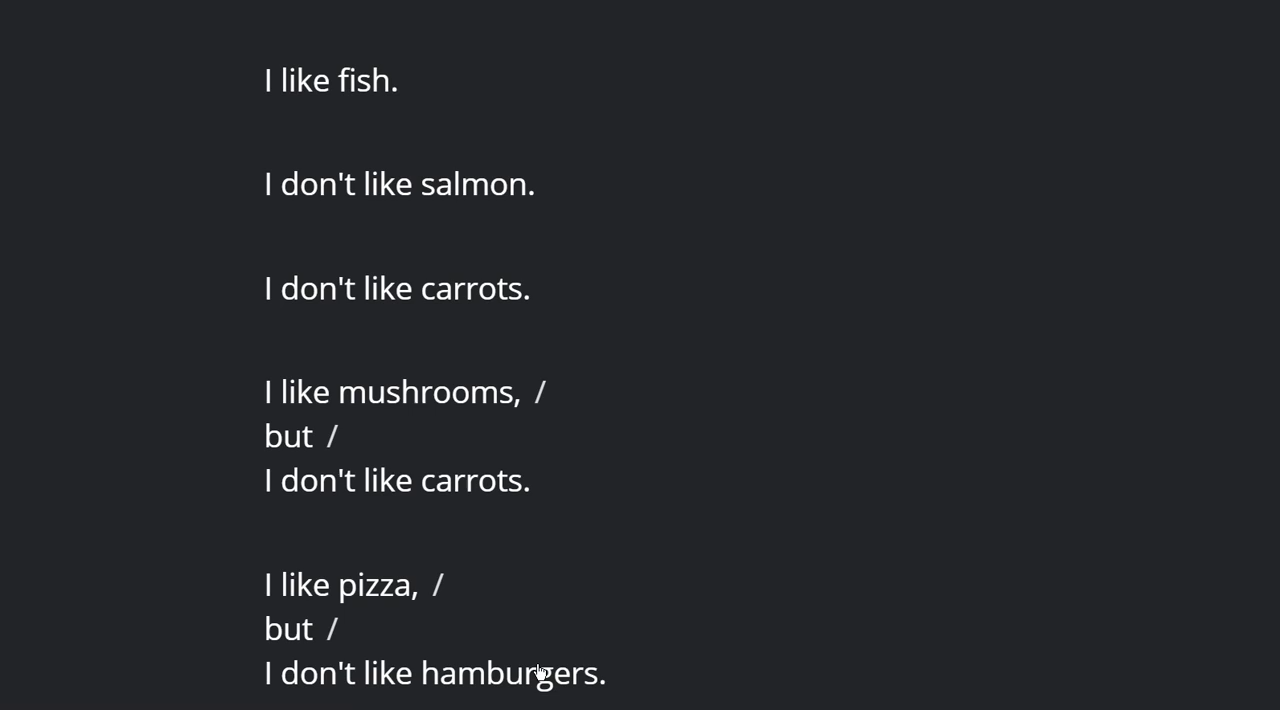 I like fish.
I don't like salmon.
I don't like carrots.
I like mushrooms, /
but /
I don't like carrots.
I like pizza, /
but /
I don't like hamburgers.